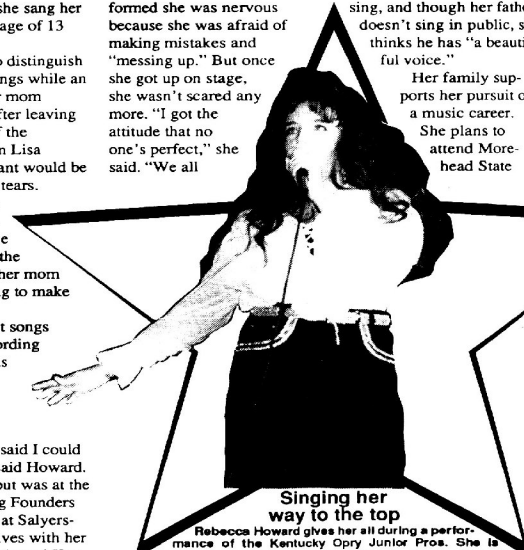 she sang her
age of 13
distinguish
ngs while an
mom
fter leaving
the
Lisa
ant would be
tears.
e
the
her mom
g to make
t songs
ording
s
said I could
said Howard.
but was at the
g Founders
at Salyers-
ves with her
formed she was nervous
because she was afraid of
making mistakes and
"messing up." But once
she got up on stage,
she wasn't scared any
more. "I got the
attitude that no
one's perfect," she
said. "We all
sing, and though her fath
doesn't sing in public, s
thinks he has "a beauti
ful voice."
Her family sup-
ports her pursuit o
a music career.
She plans to
attend More-
head State
Singing her
way to the top
Rebecca Howard gives her all during a perfor-
mance of the Kentucky Opry Junior Pros. She is